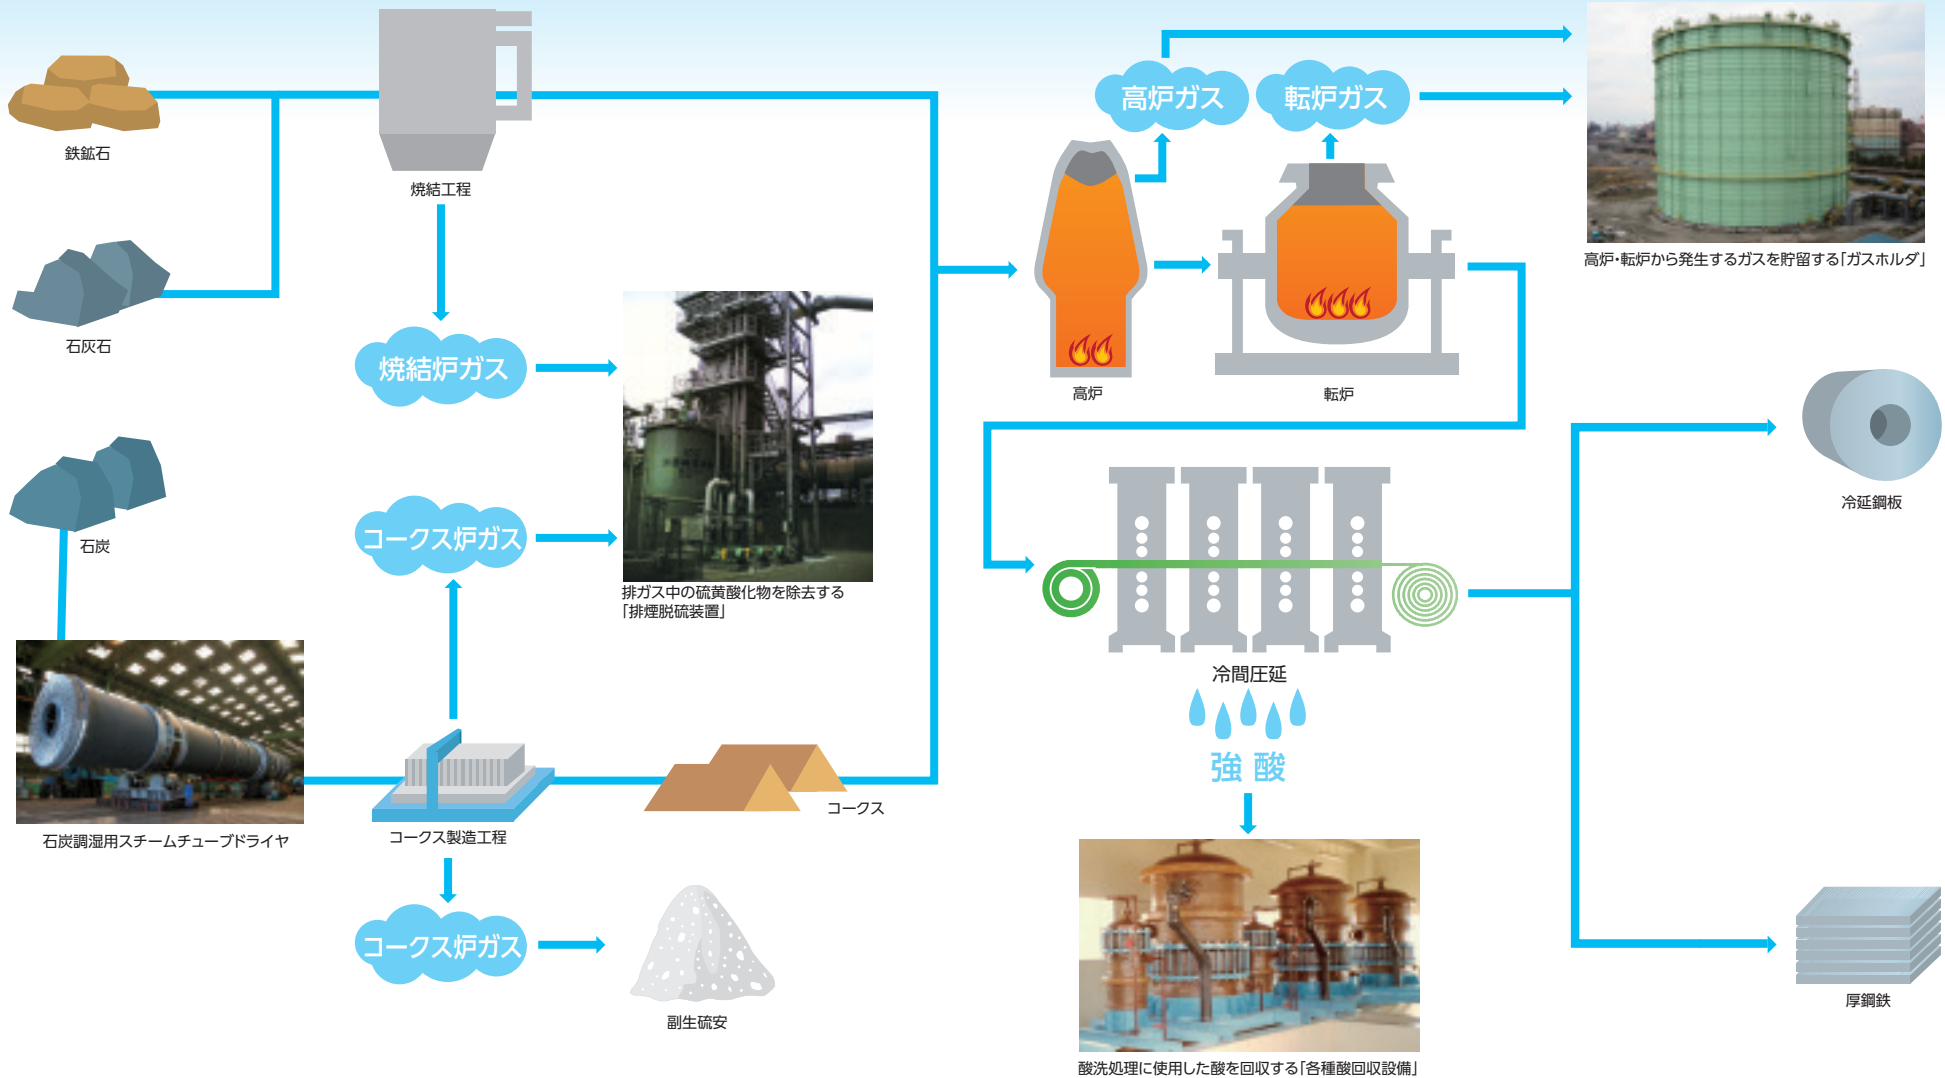 高炉ガス
転炉ガス
鉄鉱石
焼結工程
高炉・転炉から発生するガスを貯留する「ガスホルダ」
石灰石
焼結炉ガス
高炉
転炉
冷延鋼板
コークス炉ガス
石炭
排ガス中の硫黄酸化物を除去する
「排煙脱硫装置」
冷間圧延
強酸
コークス
コークス製造工程
石炭調湿用スチームチューブドライヤ
コークス炉ガス
副生硫安
厚鋼鉄
酸洗処理に使用した酸を回収する「各種酸回収設備」